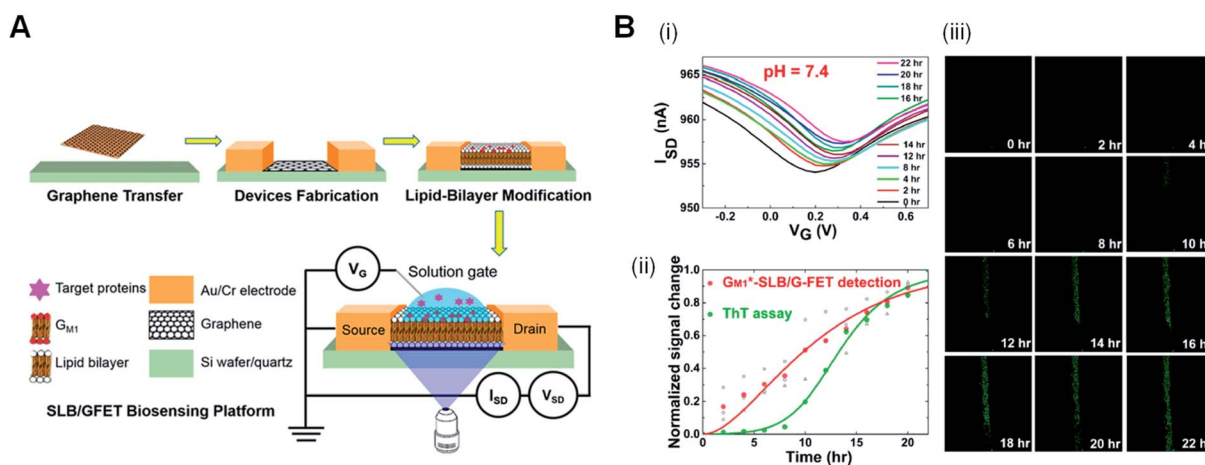 A
Graphene Transfer
Devices Fabrication
Lipid-Bilayer Modification
Target proteins
GM1
Lipid bilayer
Au/Cr electrode
Graphene
Si wafer/quartz
SLB/GFET Biosensing Platform
VG
Solution gate
Source
Drain
ISD
VSD
B
(i)
pH = 7.4
22 hr
20 hr
18 hr
16 hr
14 hr
12 hr
8 hr
4 hr
2 hr
0 hr
965
960
955
950
ISD (nA)
-0.2
0.0
0.2
0.4
0.6
VG (V)
(ii)
GM1*-SLB/G-FET detection
ThT assay
1.0
0.8
0.6
0.4
0.2
0.0
Normalized signal change
0
5
10
15
20
Time (hr)
(iii)
0 hr
2 hr
4 hr
6 hr
8 hr
10 hr
12 hr
14 hr
16 hr
18 hr
20 hr
22 hr